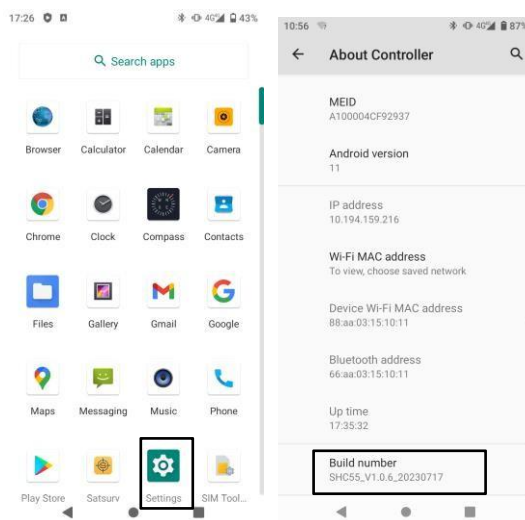 17:26
4G
43%
Search apps
Browser
Calculator
Calendar
Camera
Chrome
Clock
Compass
Contacts
Files
Gallery
Gmail
Google
Maps
Messaging
Music
Phone
Play Store
Satsurv
Settings
SIM Tool...
10:56
4G
87%
About Controller
MEID
A100004CF92937
Android version
11
IP address
10.194.159.216
Wi-Fi MAC address
To view, choose saved network
Device Wi-Fi MAC address
88:aa:03:15:10:11
Bluetooth address
66:aa:03:15:10:11
Up time
17:35:32
Build number
SHC55_V1.0.6_20230717